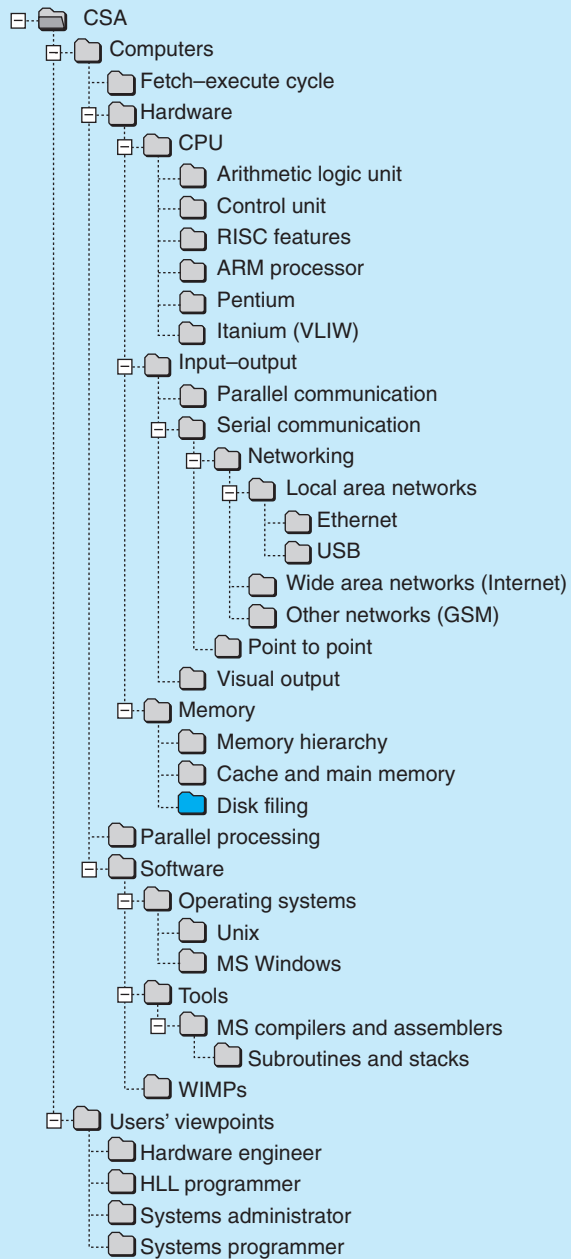 CSA
Computers
Fetch–execute cycle
Hardware
CPU
Arithmetic logic unit
Control unit
RISC features
ARM processor
Pentium
Itanium (VLIW)
Input–output
Parallel communication
Serial communication
Networking
Local area networks
Ethernet
USB
Wide area networks (Internet)
Other networks (GSM)
Point to point
Visual output
Memory
Memory hierarchy
Cache and main memory
Disk filing
Parallel processing
Software
Operating systems
Unix
MS Windows
Tools
MS compilers and assemblers
Subroutines and stacks
WIMPs
Users’ viewpoints
Hardware engineer
HLL programmer
Systems administrator
Systems programmer